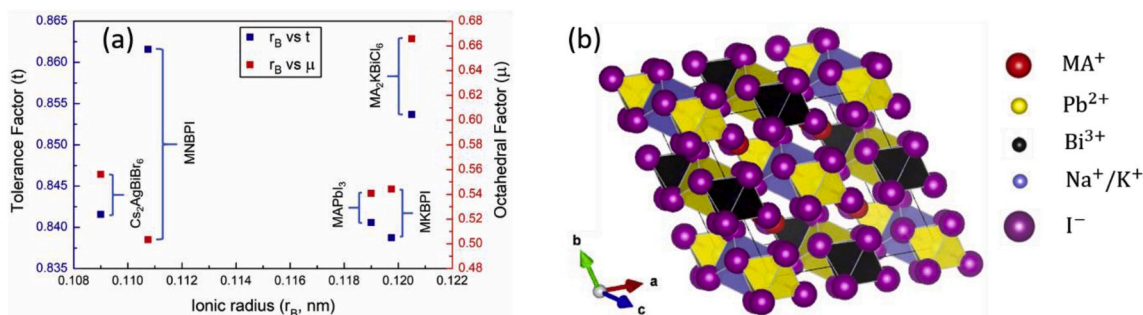 (a)
r_B vs t
r_B vs μ
0.865
0.860
0.855
0.850
0.845
0.840
0.835
Tolerance Factor (t)
0.68
0.66
0.64
0.62
0.60
0.58
0.56
0.54
0.52
0.50
0.48
Octahedral Factor (μ)
Cs₂AgBiBr₆
MNBPI
MAPbI₃
MKBPI
MA₂KBiCl₆
0.108 0.110 0.112 0.114 0.116 0.118 0.120 0.122
Ionic radius (r_B, nm)
(b)
b
a
c
MA⁺
Pb²⁺
Bi³⁺
Na⁺/K⁺
I⁻